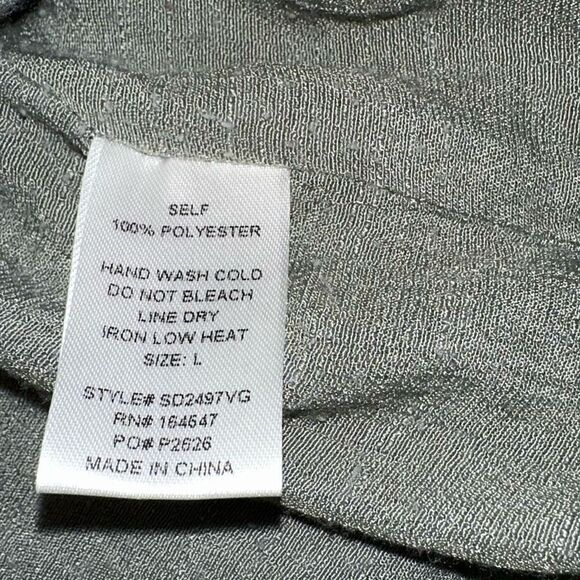 SELF
100% POLYESTER
HAND WASH COLD
DO NOT BLEACH
LINE DRY
IRON LOW HEAT
SIZE: L
STYLE# SD2497VG
RN# 164647
PO# P2626
MADE IN CHINA